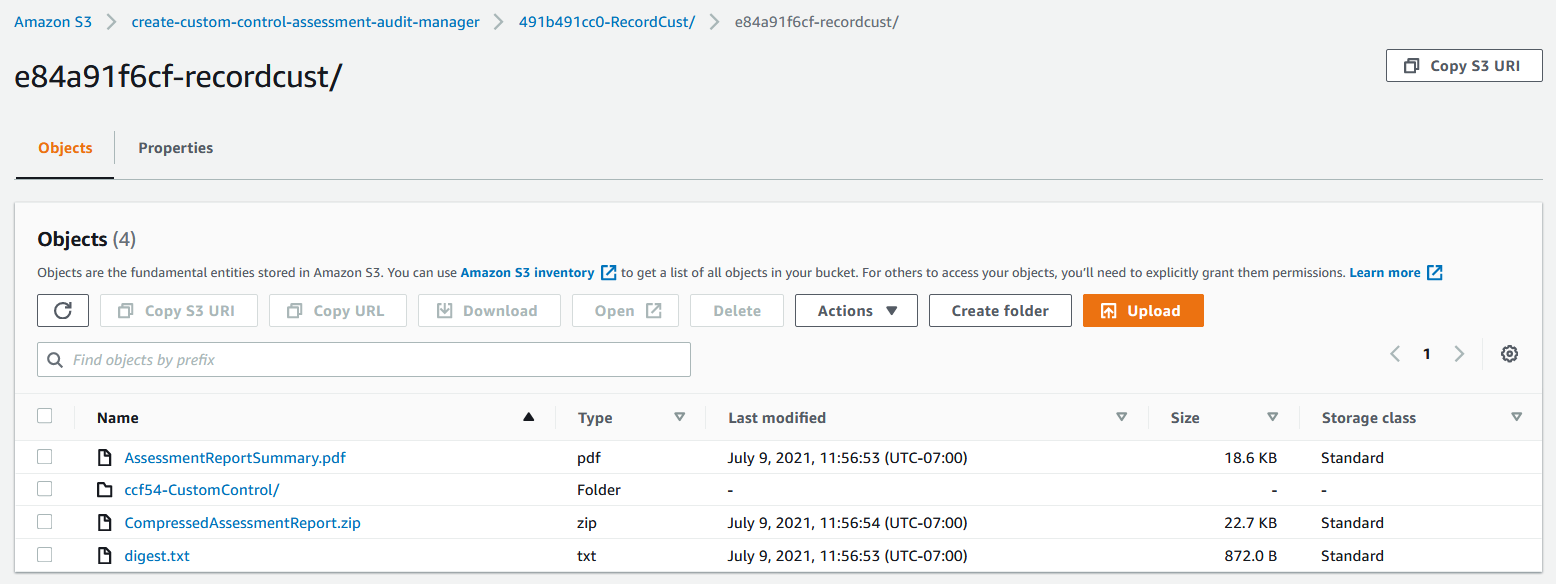 Amazon S3 > create-custom-control-assessment-audit-manager > 491b491cc0-RecordCust/ > e84a91f6cf-recordcust/
e84a91f6cf-recordcust/
Copy S3 URI
Objects Properties
Objects (4)
Objects are the fundamental entities stored in Amazon S3. You can use Amazon S3 inventory to get a list of all objects in your bucket. For others to access your objects, you'll need to explicitly grant them permissions. Learn more
Copy S3 URI Copy URL Download Open Delete Actions Create folder Upload
Find objects by prefix
1
Name Type Last modified Size Storage class
AssessmentReportSummary.pdf pdf July 9, 2021, 11:56:53 (UTC-07:00) 18.6 KB Standard
ccf54-CustomControl/ Folder - - -
CompressedAssessmentReport.zip zip July 9, 2021, 11:56:54 (UTC-07:00) 22.7 KB Standard
digest.txt txt July 9, 2021, 11:56:53 (UTC-07:00) 872.0 B Standard